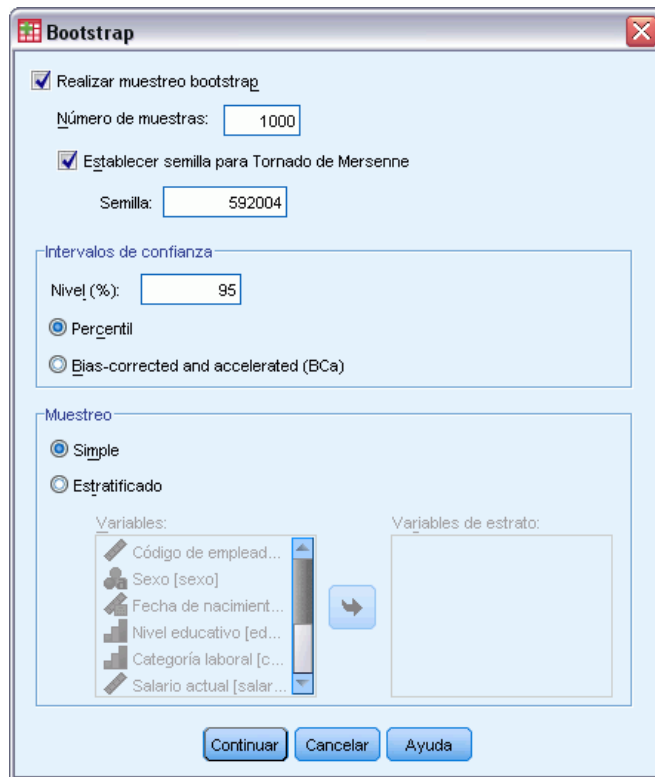 Bootstrap
Realizar muestreo bootstrap
Número de muestras: 1000
Establecer semilla para Tornado de Mersenne
Semilla: 592004
Intervalos de confianza
Nivel (%): 95
Percentil
Bias-corrected and accelerated (BCa)
Muestreo
Simple
Estratificado
Variables: Variables de estrato:
Código de emplead...
Sexo [sexo]
Fecha de nacimient...
Nivel educativo [ed...
Categoría laboral [c...
Salario actual [salar...
Continuar Cancelar Ayuda